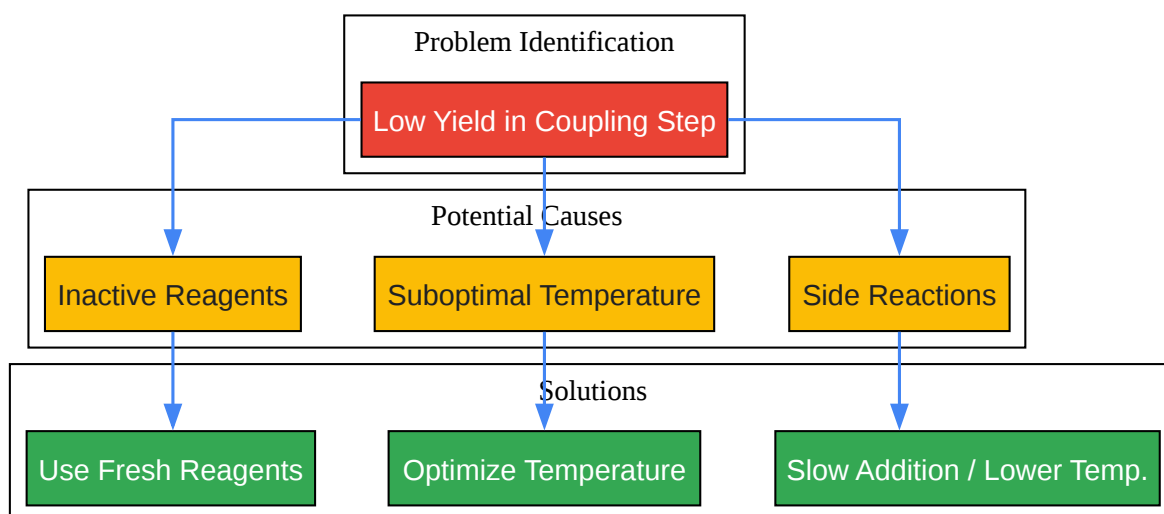 Problem Identification
Low Yield in Coupling Step
Potential Causes
Inactive Reagents
Suboptimal Temperature
Side Reactions
Solutions
Use Fresh Reagents
Optimize Temperature
Slow Addition / Lower Temp.